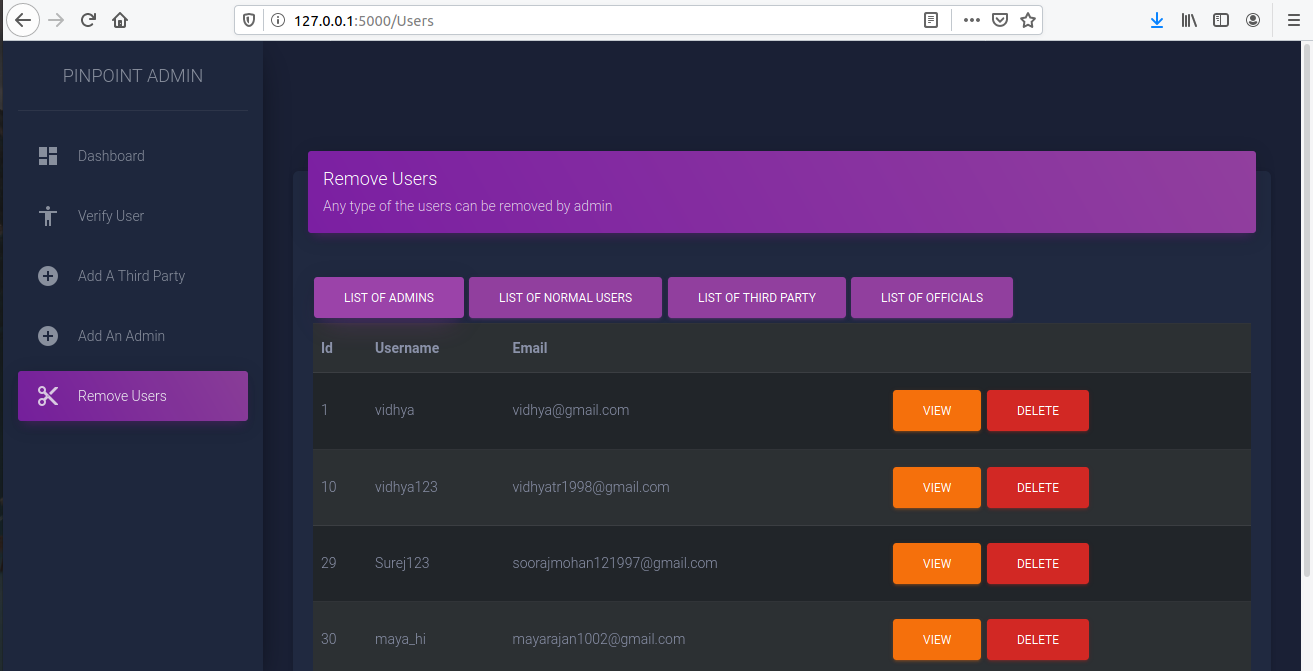 127.0.0.1:5000/Users
PINPOINT ADMIN
Dashboard
Verify User
Add A Third Party
Add An Admin
Remove Users
Remove Users
Any type of the users can be removed by admin
LIST OF ADMINS LIST OF NORMAL USERS LIST OF THIRD PARTY LIST OF OFFICIALS
Id Username Email
1 vidhya vidhya@gmail.com VIEW DELETE
10 vidhya123 vidhyatr1998@gmail.com VIEW DELETE
29 Surej123 soorajmohan121997@gmail.com VIEW DELETE
30 maya_hi mayarajan1002@gmail.com VIEW DELETE